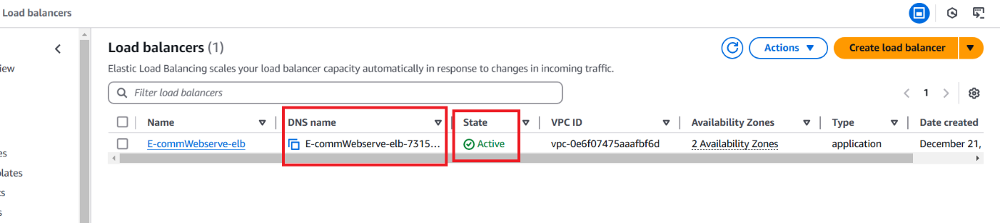 Load balancers
Load balancers (1)
Actions
Create load balancer
iew
Elastic Load Balancing scales your load balancer capacity automatically in response to changes in incoming traffic.
Filter load balancers
1
Name DNS name State VPC ID Availability Zones Type Date created
E-commWebserve-elb E-commWebserve-elb-7315... Active vpc-0e6f07475aaafbf6d 2 Availability Zones application December 21,
es
plates
ts
s